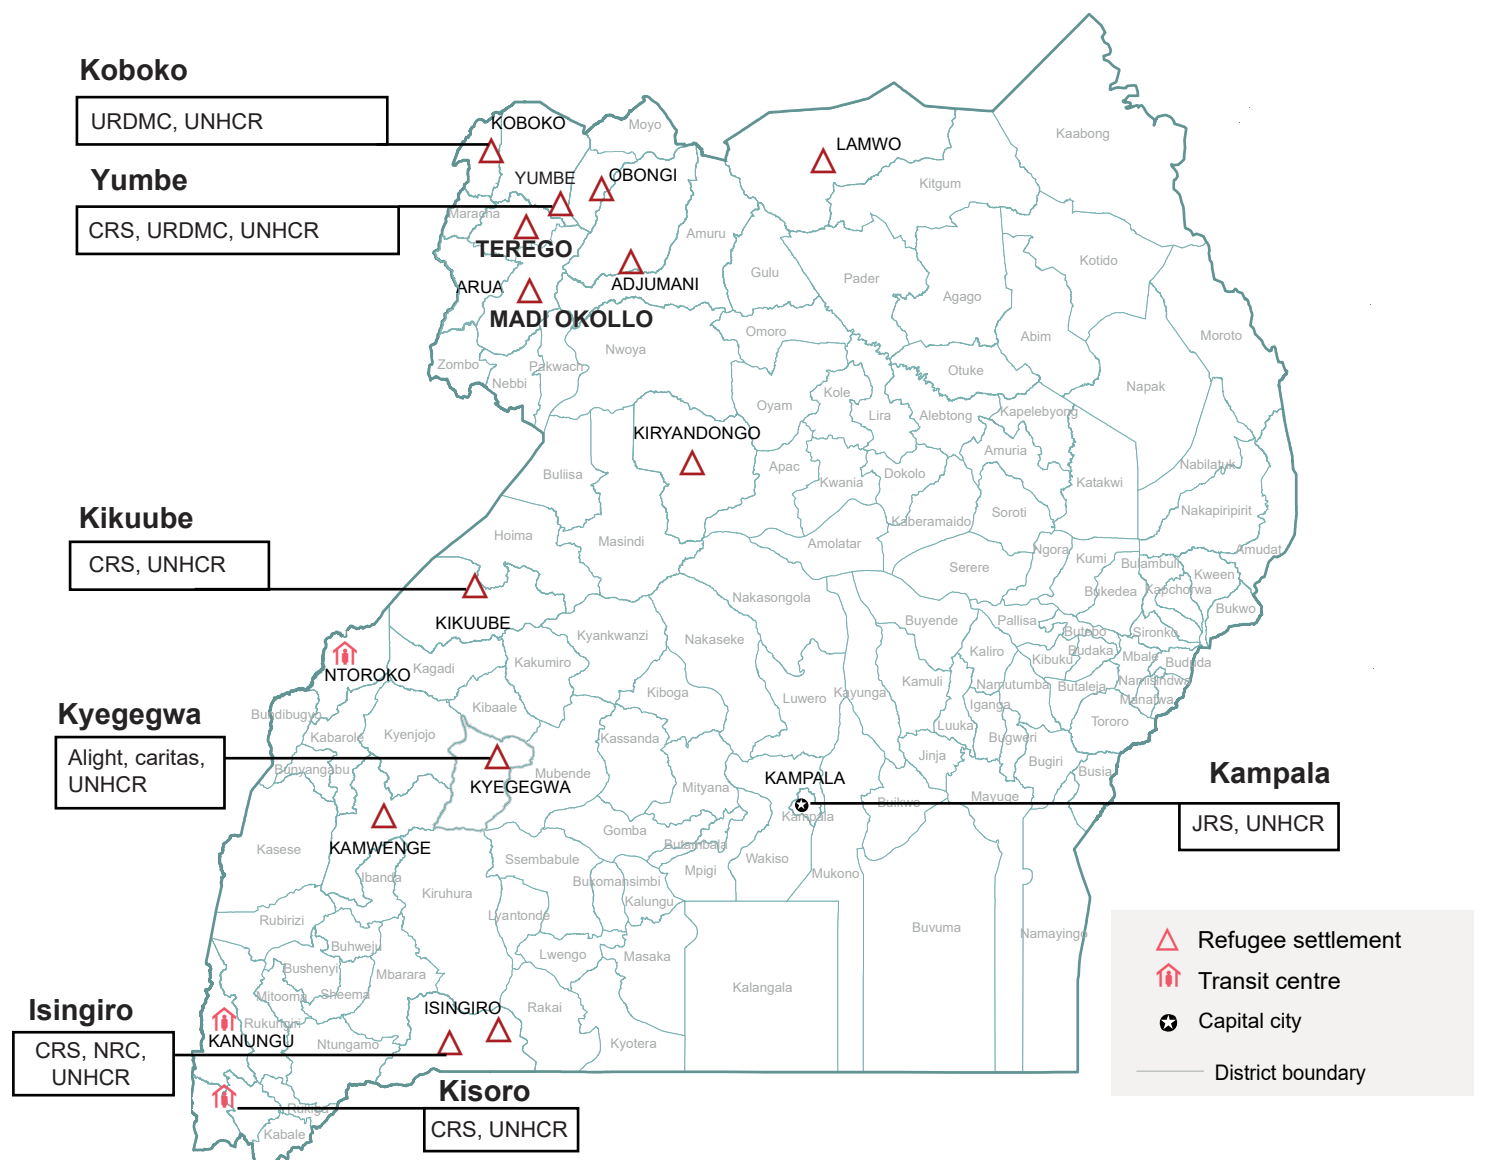 Koboko
URDMC, UNHCR
KOBOKO
Moyo
Kaabong
LAMWO
Yumbe
YUMBE
OBONGI
Kitgum
CRS, URDMC, UNHCR
Maracha
TEREGO
Amuru
Kotido
Gulu
Pader
ARUA
ADJUMANI
Agago
MADI OKOLLO
Omoro
Abim
Moroto
Nwoya
Zombo
Pakwach
Nebbi
Otuke
Napak
Kole
Oyam
Lira
Alebtong
Kapelebyong
KIRYANDONGO
Amuria
Buliisa
Apac
Kwania
Dokolo
Katakwi
Nabilatuk
Kikuube
Kaberamaido
Soroti
Nakapiripirit
Hoima
Masindi
Amolatar
Ngora
Kumi
Amudat
CRS, UNHCR
Serere
Bulambuli
Kween
Bukedea
Kapchorwa
Nakasongola
Bukwo
KIKUUBE
Kyankwanzi
Nakaseke
Buyende
Pallisa
Butebo
Sironko
Kaliro
Kibuku
Budaka
Mbale
Bududa
NTOROKO
Kagadi
Kakumiro
Kiboga
Luwero
Kayunga
Kamuli
Namutumba
Butaleja
Namisindwa
Manafwa
Iganga
Kyegegwa
Bundibugyo
Kibaale
Tororo
Kabarole
Kyenjojo
Kassanda
Luuka
Bugweri
Alight, caritas,
UNHCR
Bunyangabu
Jinja
Bugiri
Busia
Mubende
KYEGEGWA
Mityana
KAMPALA
Kampala
Kampala
Buikwe
Mayuge
JRS, UNHCR
KAMWENGE
Kasese
Gomba
Butambala
Ssembabule
Wakiso
Mpigi
Mukono
Ibanda
Kiruhura
Bukomansimbi
Kalungu
Rubirizi
Lyantonde
Buvuma
Namayingo
Buhweju
Lwengo
Masaka
Bushenyi
Mbarara
Mitooma
Sheema
Kalangala
Isingiro
ISINGIRO
Rakai
Rukungiri
KANUNGU
Ntungamo
Kyotera
CRS, NRC,
UNHCR
Kisoro
CRS, UNHCR
Rukiga
Kabale
Refugee settlement
Transit centre
Capital city
District boundary